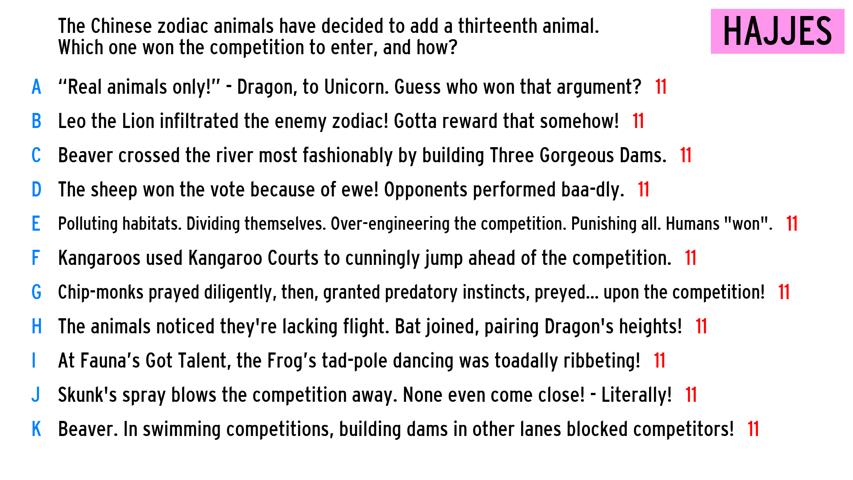 The Chinese zodiac animals have decided to add a thirteenth animal.
Which one won the competition to enter, and how?
HAJJES
A "Real animals only!" - Dragon, to Unicorn. Guess who won that argument? 11
B Leo the Lion infiltrated the enemy zodiac! Gotta reward that somehow! 11
C Beaver crossed the river most fashionably by building Three Gorgeous Dams. 11
D The sheep won the vote because of ewe! Opponents performed baa-dly. 11
E Polluting habitats. Dividing themselves. Over-engineering the competition. Punishing all. Humans "won". 11
F Kangaroos used Kangaroo Courts to cunningly jump ahead of the competition. 11
G Chip-monks prayed diligently, then, granted predatory instincts, preyed... upon the competition! 11
H The animals noticed they're lacking flight. Bat joined, pairing Dragon's heights! 11
I At Fauna's Got Talent, the Frog's tad-pole dancing was toadally ribbeting! 11
J Skunk's spray blows the competition away. None even come close! - Literally! 11
K Beaver. In swimming competitions, building dams in other lanes blocked competitors! 11